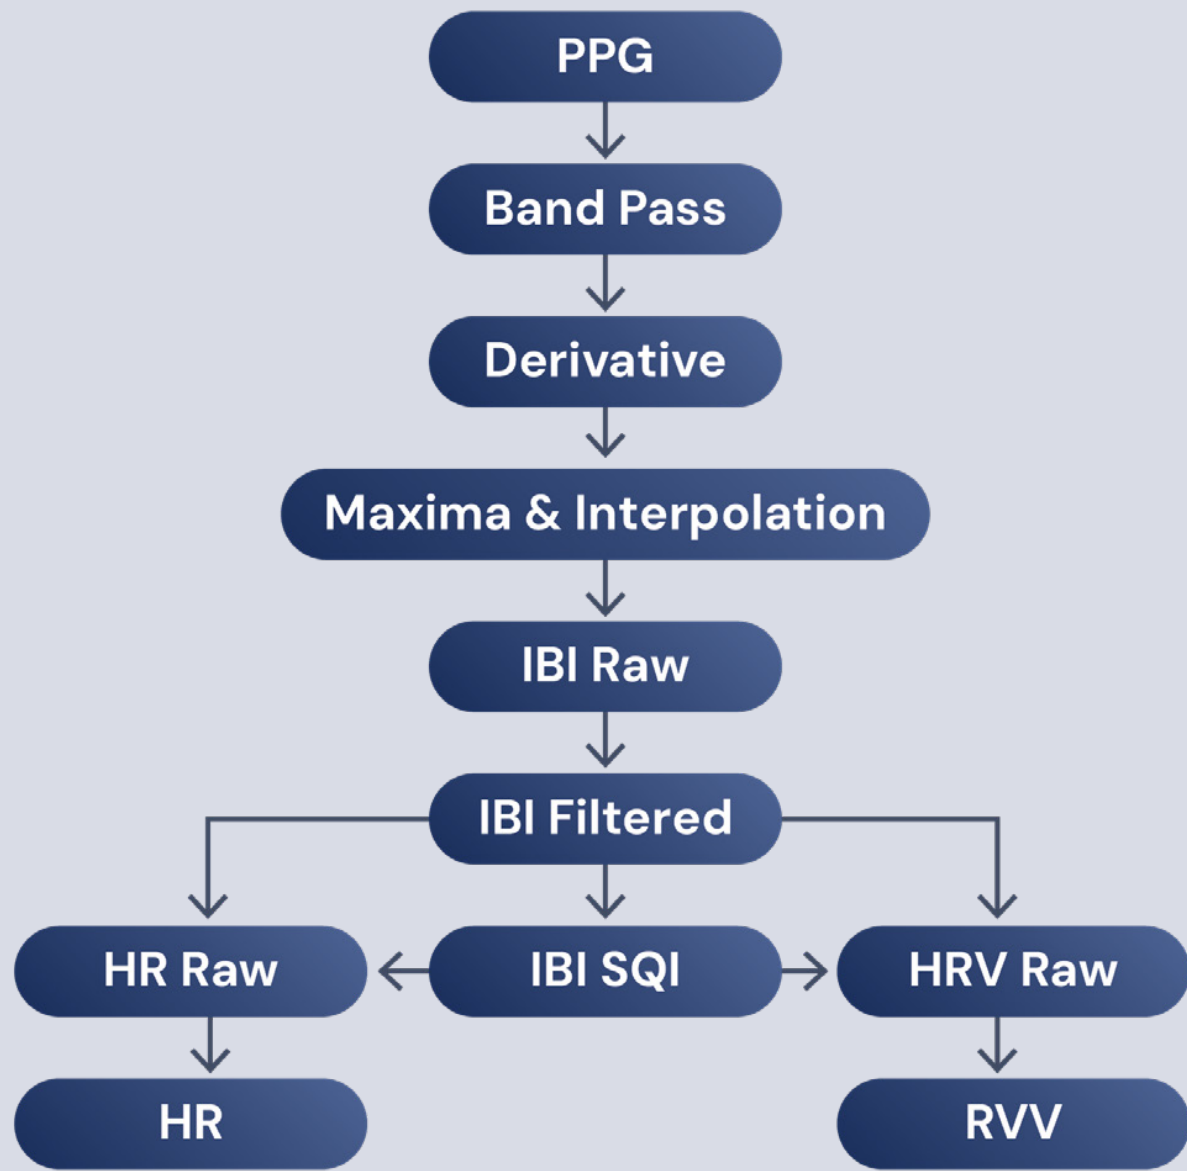 PPG
Band Pass
Derivative
Maxima & Interpolation
IBI Raw
IBI Filtered
HR Raw
IBI SQI
HRV Raw
HR
RVV